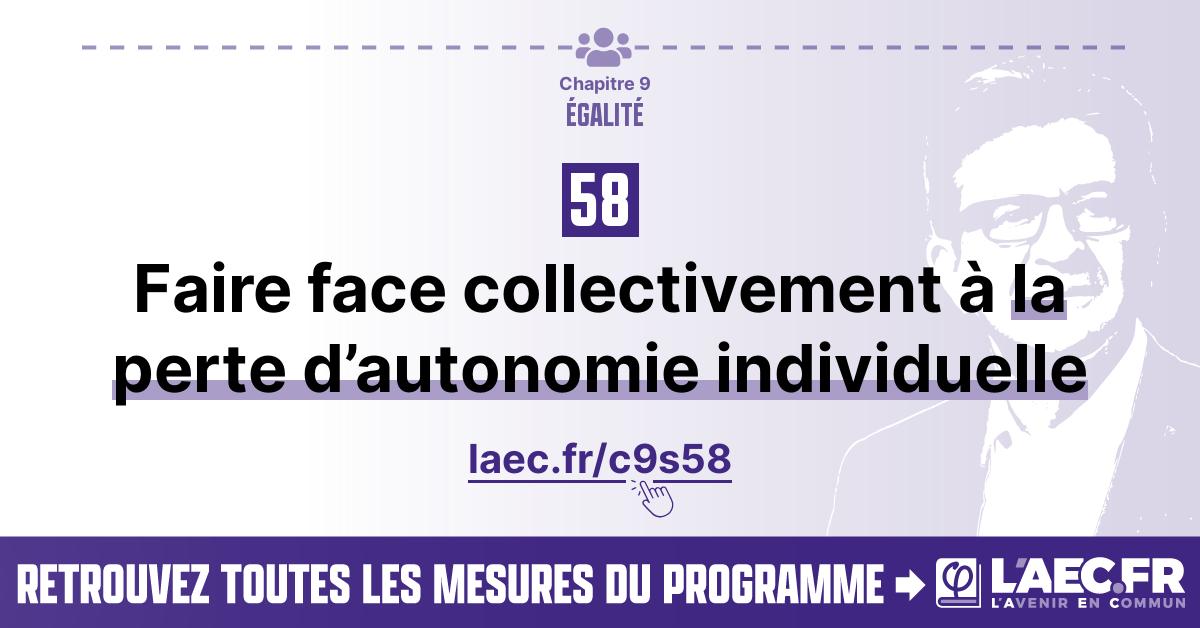 Chapitre 9
ÉGALITÉ
58
Faire face collectivement à la
perte d’autonomie individuelle
laec.fr/c9s58
RETROUVEZ TOUTES LES MESURES DU PROGRAMME
φ L'AEC.FR
L'AVENIR EN COMMUN